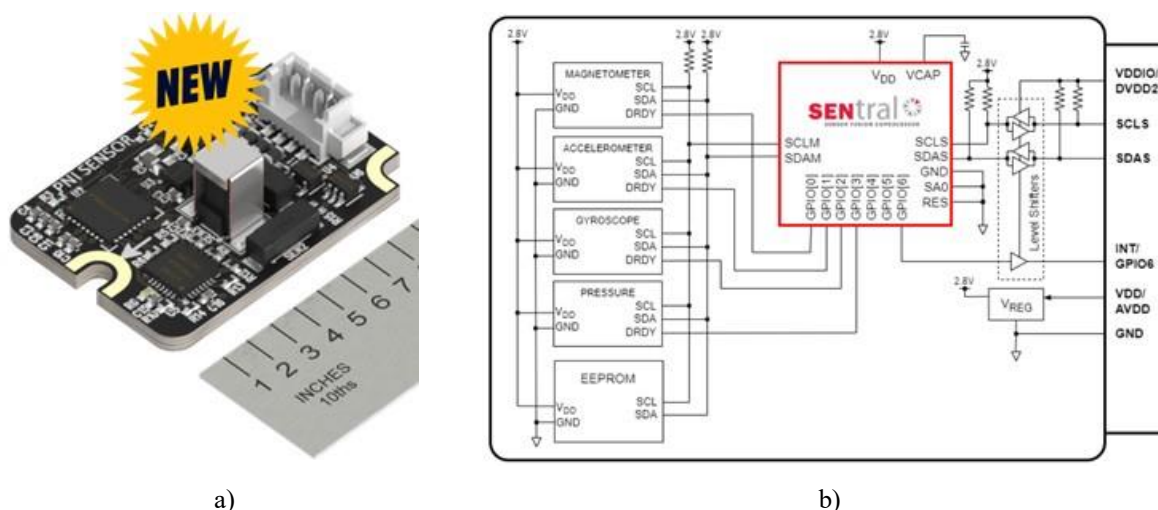 NEW
PNI SENSOR
1 2 3 4 5 6 7
INCHES
10ths
a)
2.8V
2.8V 2.8V
2.8V
2.8V
MAGNETOMETER
VDD
GND
SCL
SDA
DRDY
ACCELEROMETER
VDD
GND
SCL
SDA
DRDY
GYROSCOPE
VDD
GND
SCL
SDA
DRDY
PRESSURE
VDD
GND
SCL
SDA
DRDY
EEPROM
VDD
GND
SCL
SDA
VDD VCAP
SENtral
SENSOR FUSION COPROCESSOR
SCLM
SDAM
SCLS
SDAS
GND
SA0
RES
GPIO[0]
GPIO[1]
GPIO[2]
GPIO[3]
GPIO[4]
GPIO[5]
GPIO[6]
Level Shifters
2.8V
VREG
VDDIO/
DVDD2
SCLS
SDAS
INT/
GPIO6
VDD/
AVDD
GND
b)